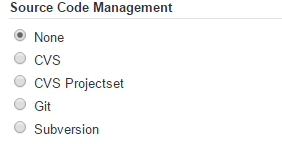 Source Code Management
None
CVS
CVS Projectset
Git
Subversion